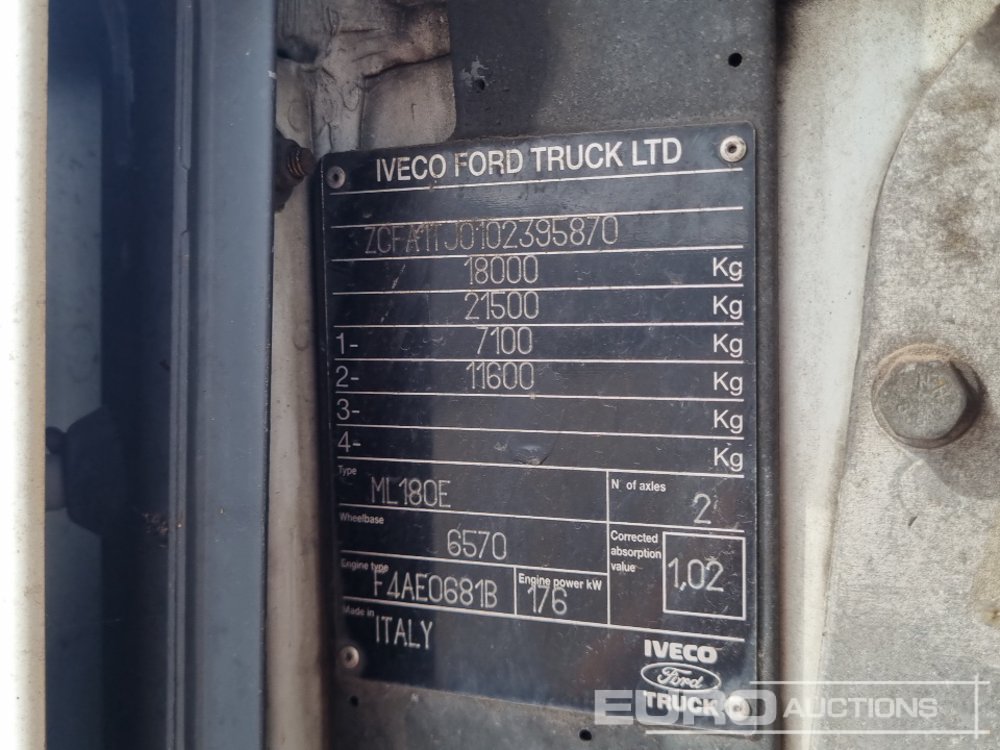 IVECO FORD TRUCK LTD
ZCFA1TJ0102395870
18000 Kg
21500 Kg
1- 7100 Kg
2- 11600 Kg
3- Kg
4- Kg
Type
ML180E
N° of axles
2
Wheelbase
6570
Corrected
absorption
value
1,02
Engine type
F4AE0681B
Engine power kW
176
Made in
ITALY
IVECO
Ford
TRUCK
EURO AUCTIONS